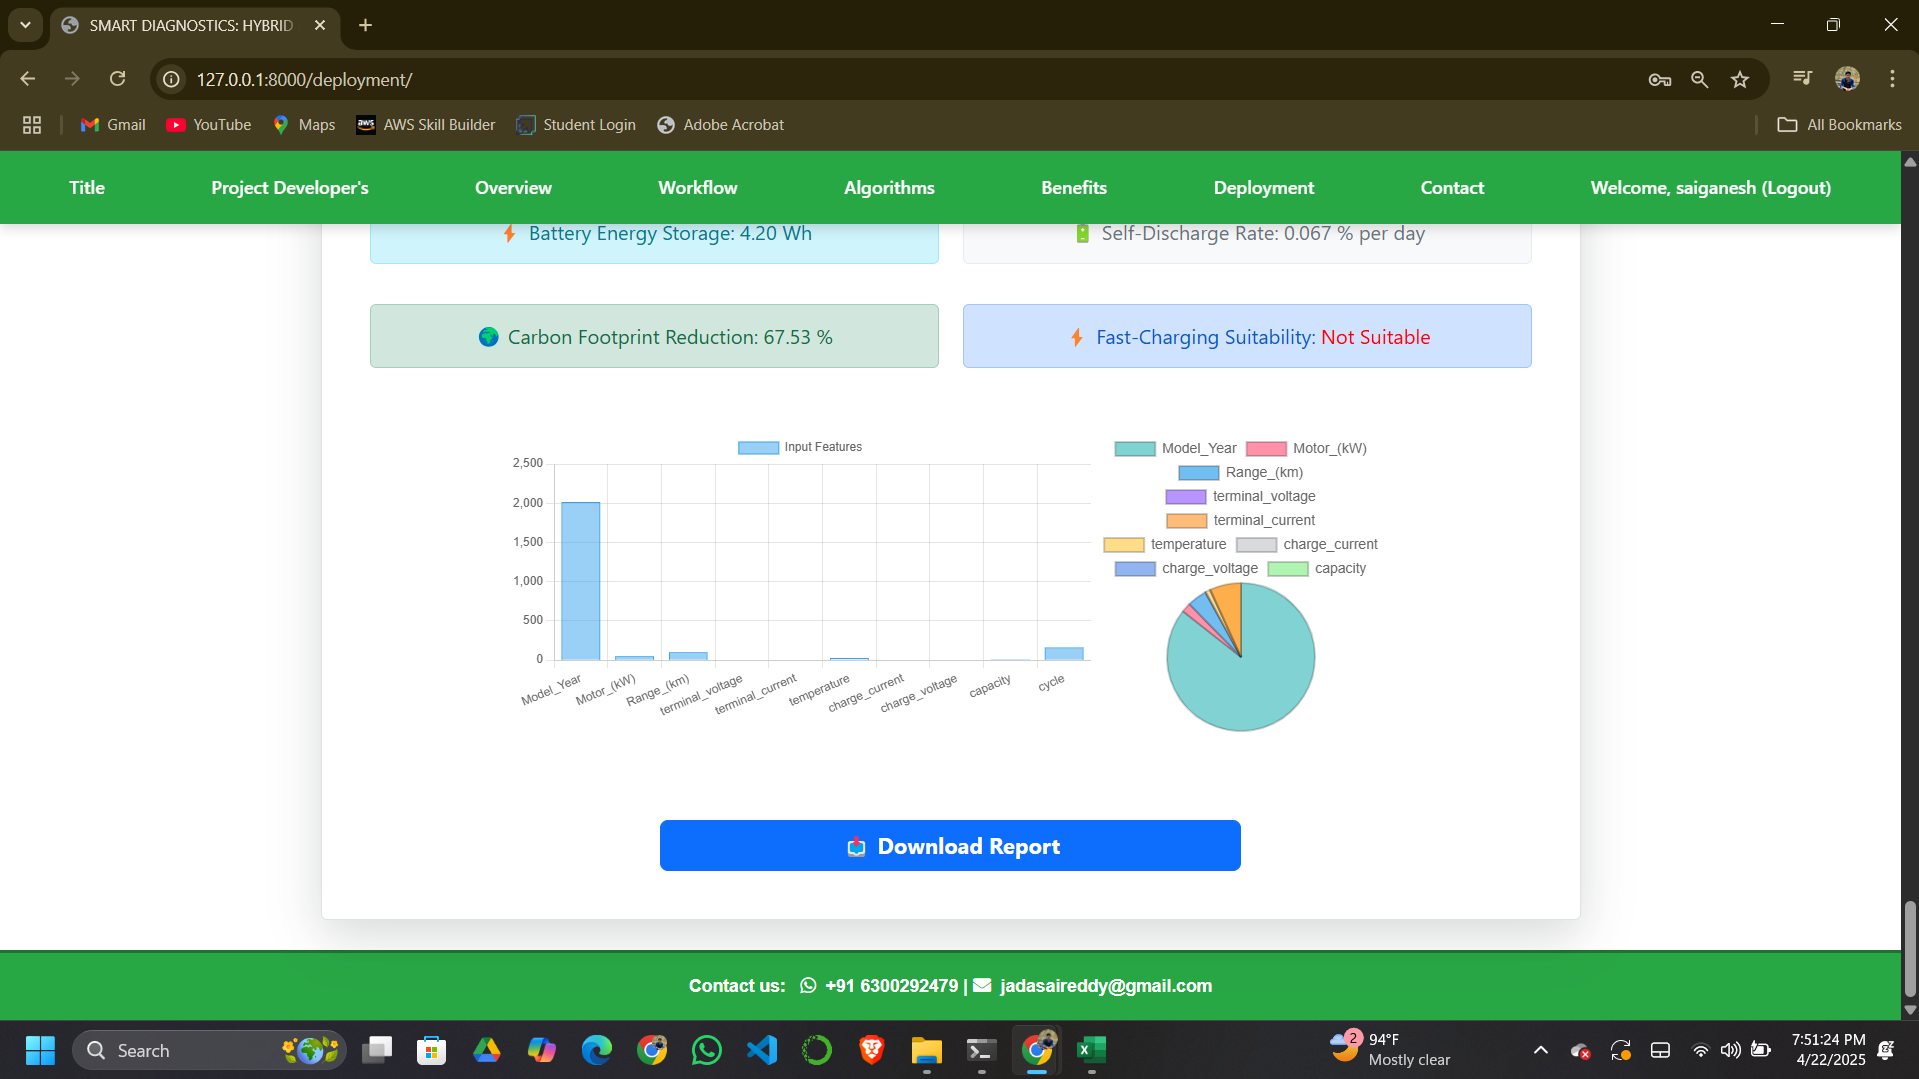 SMART DIAGNOSTICS: HYBRID
127.0.0.1:8000/deployment/
Gmail YouTube Maps AWS Skill Builder Student Login Adobe Acrobat All Bookmarks
Title Project Developer's Overview Workflow Algorithms Benefits Deployment Contact Welcome, saiganesh (Logout)
Battery Energy Storage: 4.20 Wh
Self-Discharge Rate: 0.067 % per day
Carbon Footprint Reduction: 67.53 %
Fast-Charging Suitability: Not Suitable
Input Features
2,500
2,000
1,500
1,000
500
0
Model_Year Motor_(kW) Range_(km) terminal_voltage terminal_current temperature charge_current charge_voltage capacity cycle
Model_Year Motor_(kW)
Range_(km)
terminal_voltage
terminal_current
temperature charge_current
charge_voltage capacity
Download Report
Contact us: +91 6300292479 | jadasaireddy@gmail.com
Search
2
94°F
Mostly clear
7:51:24 PM
4/22/2025